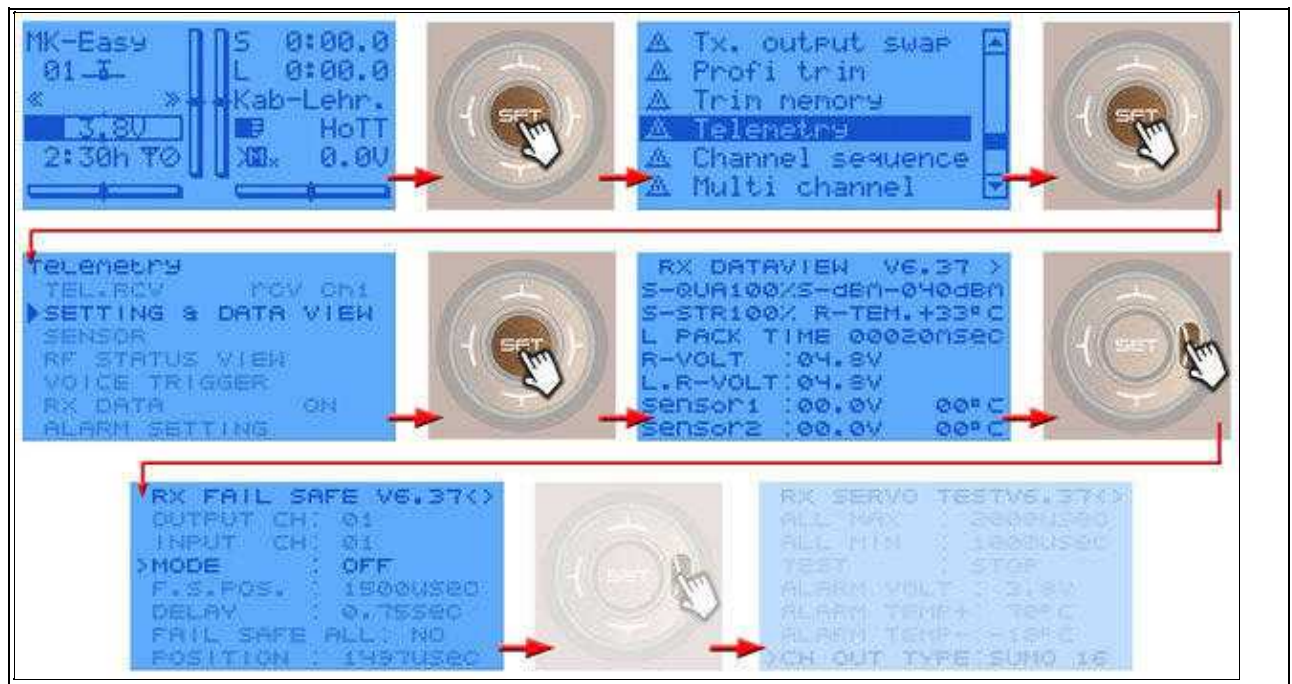 MK-Easy
01
« »
3.8V
2:30h
S 0:00.0
L 0:00.0
Kab-Lehr.
HoTT
M 0.0V
SET
Tx. output swap
Profi trim
Trim memory
Telemetry
Channel sequence
Multi channel
SET
Telemetry
TEL.RCV rcv Ch1
SETTING & DATA VIEW
SENSOR
RF STATUS VIEW
VOICE TRIGGER
RX DATA ON
ALARM SETTING
SET
RX DATAVIEW V6.37 >
S-QUA100%S-dBm-040dBm
S-STR100% R-TEM.+33°C
L PACK TIME 00020msec
R-VOLT :04.8V
L.R-VOLT:04.8V
Sensor1 :00.0V 00°C
Sensor2 :00.0V 00°C
SET
RX FAIL SAFE V6.37<>
OUTPUT CH: 01
INPUT CH: 01
>MODE : OFF
F.S.POS. : 1500usec
DELAY : 0.75sec
FAIL SAFE ALL: NO
POSITION : 1497usec
SET
RX SERVO TESTV6.37<>
ALL MAX : 2000usec
ALL MIN : 1000usec
TEST : STOP
ALARM VOLT : 3.8V
ALARM TEMP+ 70°C
ALARM TEMP- -10°C
>CH OUT TYPE:SUMO 16